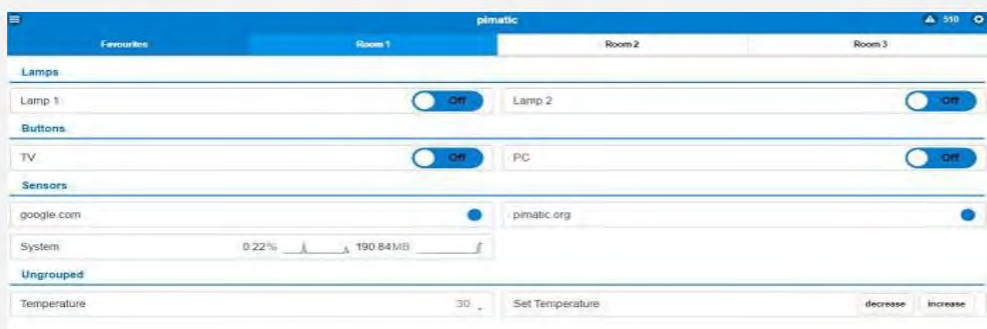 pimatic 510
Favourites Room 1 Room 2 Room 3
Lamps
Lamp 1 Off Lamp 2 Off
Buttons
TV Off PC Off
Sensors
google.com pimatic.org
System 0.22% 190.84MB
Ungrouped
Temperature 30 Set Temperature decrease increase